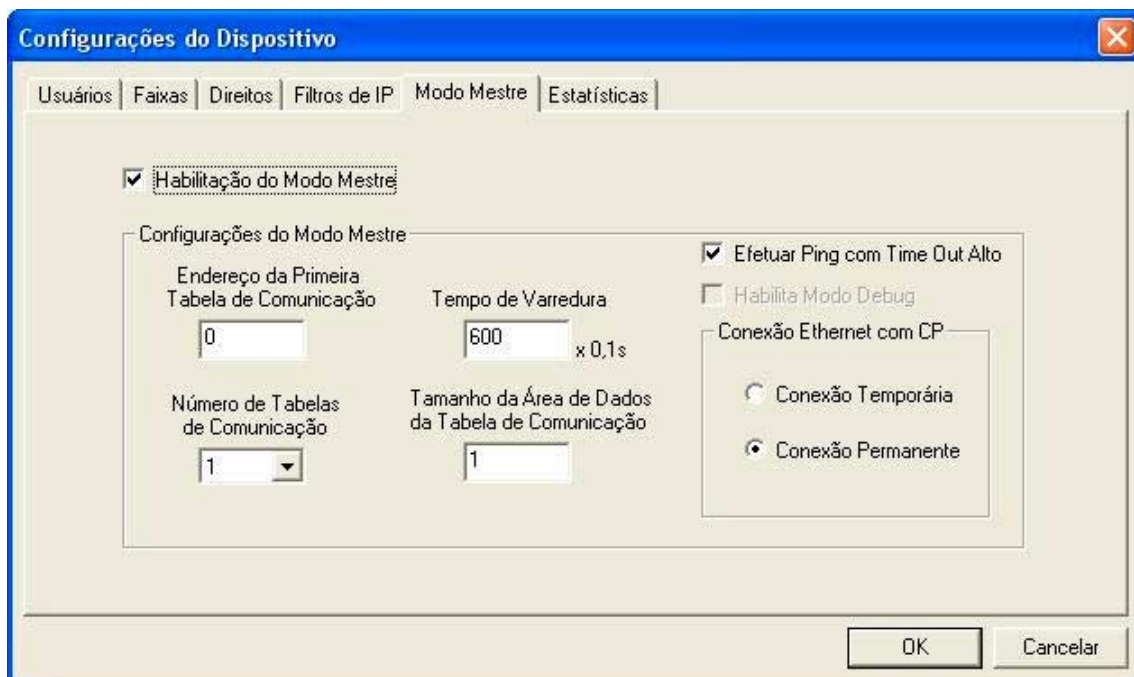 Configurações do Dispositivo
Usuários Faixas Direitos Filtros de IP Modo Mestre Estatísticas
Habilitação do Modo Mestre
Configurações do Modo Mestre
Endereço da Primeira
Tabela de Comunicação
0
Tempo de Varredura
600 x 0,1s
Número de Tabelas
de Comunicação
1
Tamanho da Área de Dados
da Tabela de Comunicação
1
Efetuar Ping com Time Out Alto
Habilita Modo Debug
Conexão Ethernet com CP
Conexão Temporária
Conexão Permanente
OK Cancelar